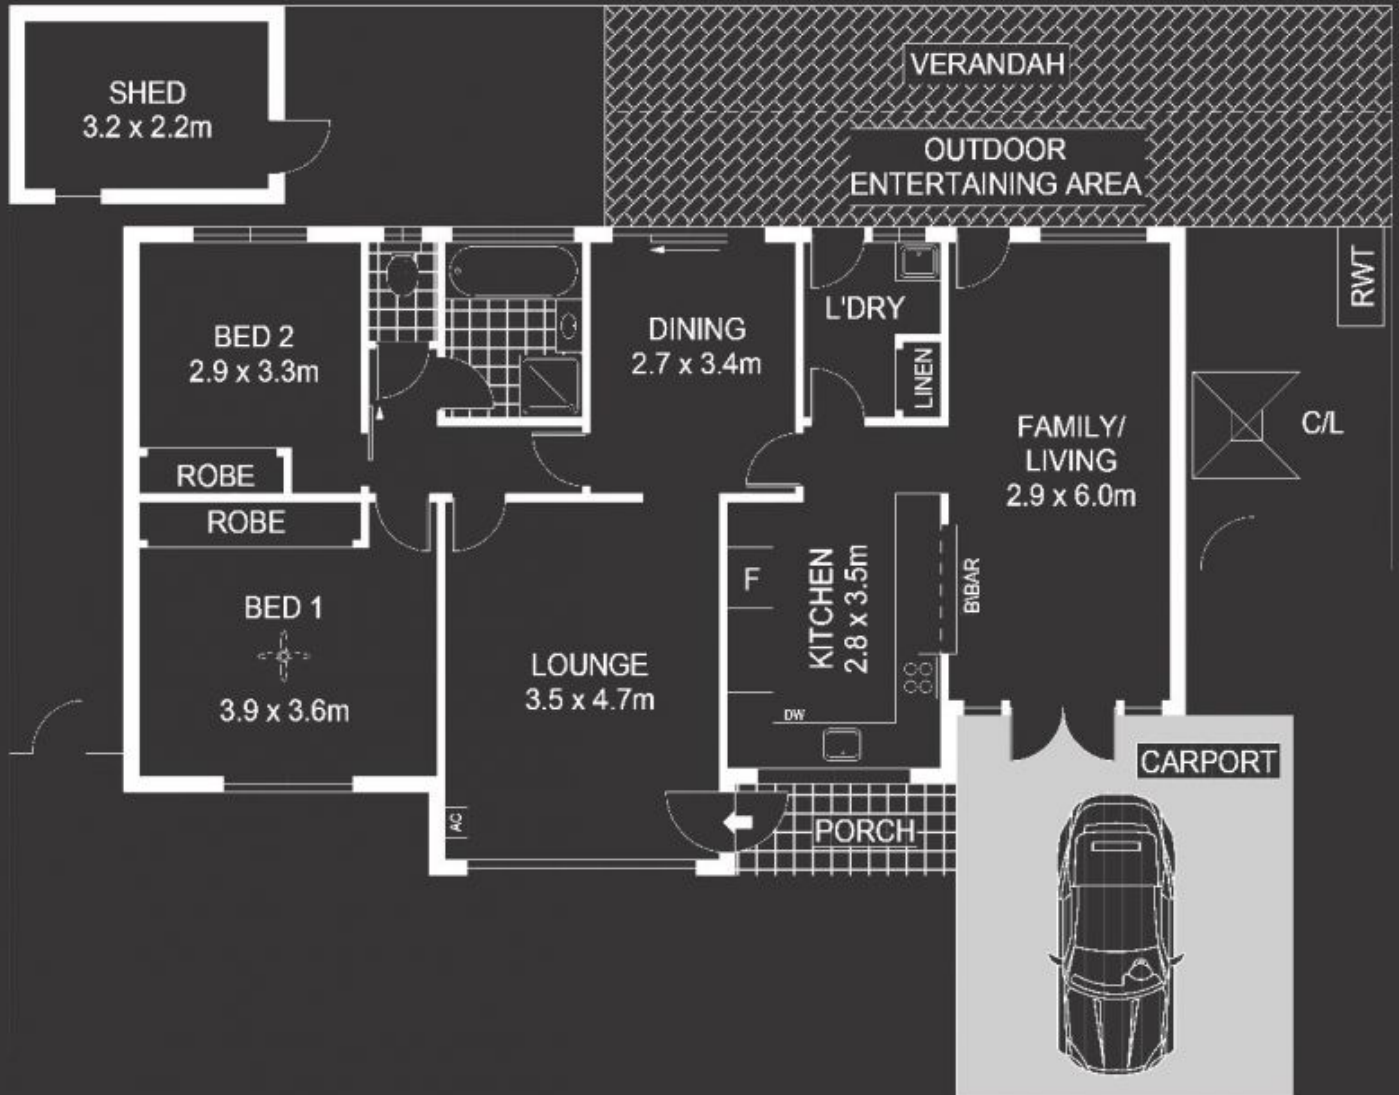 SHED
3.2 x 2.2m
VERANDAH
OUTDOOR
ENTERTAINING AREA
RWT
BED 2
2.9 x 3.3m
ROBE
DINING
2.7 x 3.4m
L'DRY
LINEN
FAMILY/
LIVING
2.9 x 6.0m
C/L
ROBE
BED 1
3.9 x 3.6m
LOUNGE
3.5 x 4.7m
F
KITCHEN
2.8 x 3.5m
B\BAR
DW
AC
PORCH
CARPORT